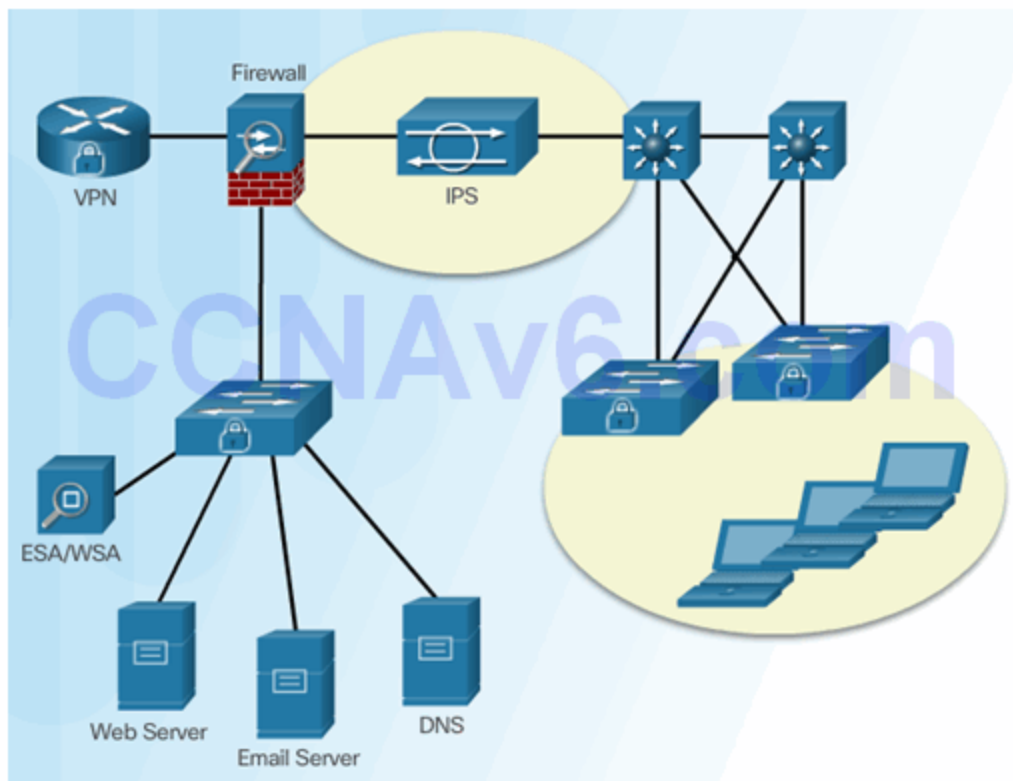 Firewall
VPN
IPS
CCNAv6.com
ESA/WSA
Web Server
Email Server
DNS